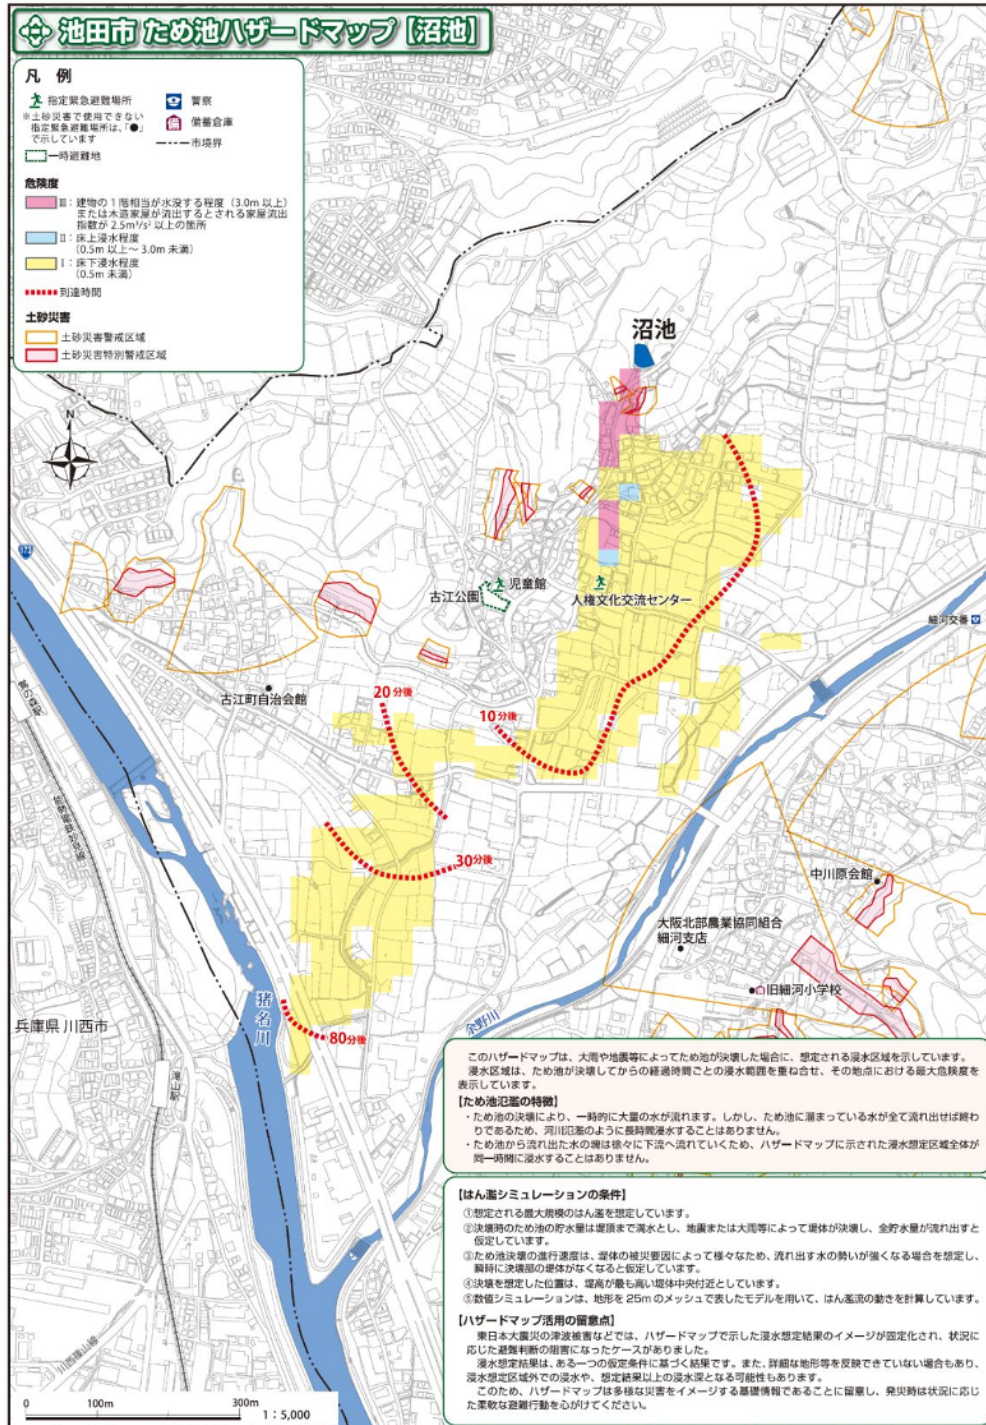 池田市 ため池ハザードマップ【沼池】
凡 例
指定緊急避難場所
※土砂災害で使用できない
指定緊急避難場所は、「●」
で示しています
一時避難地
警察
備 備蓄倉庫
市境界
危険度
Ⅲ：建物の1階相当が水没する程度（3.0m 以上）
または木造家屋が流出するとされる家屋流出
指数が 2.5m³/s² 以上の箇所
Ⅱ：床上浸水程度
（0.5m 以上～ 3.0m 未満）
Ⅰ：床下浸水程度
（0.5m 未満）
到達時間
土砂災害
土砂災害警戒区域
土砂災害特別警戒区域
N
沼池
173
児童館
古江公園
人権文化交流センター
細河交番
古江町自治会館
20分後
10分後
30分後
80分後
中川原会館
大阪北部農業協同組合
細河支店
旧細河小学校
兵庫県 川西市
猪名川
余野川
能勢電鉄妙見線
滝山駅
川西篠山線
0 100m 300m
1：5,000
このハザードマップは、大雨や地震等によってため池が決壊した場合に、想定される浸水区域を示しています。
浸水区域は、ため池が決壊してからの経過時間ごとの浸水範囲を重ね合せ、その地点における最大危険度を
表示しています。
【ため池氾濫の特徴】
・ため池の決壊により、一時的に大量の水が流れます。しかし、ため池に溜まっている水が全て流れ出せば終わ
りであるため、河川氾濫のように長時間浸水することはありません。
・ため池から流れ出た水の塊は徐々に下流へ流れていくため、ハザードマップに示された浸水想定区域全体が
同一時間に浸水することはありません。
【はん濫シミュレーションの条件】
①想定される最大規模のはん濫を想定しています。
②決壊時のため池の貯水量は堤頂まで満水とし、地震または大雨等によって堤体が決壊し、全貯水量が流れ出すと
仮定しています。
③ため池決壊の進行速度は、堤体の被災要因によって様々なため、流れ出す水の勢いが強くなる場合を想定し、
瞬時に決壊部の堤体がなくなると仮定しています。
④決壊を想定した位置は、堤高が最も高い堤体中央付近としています。
⑤数値シミュレーションは、地形を 25m のメッシュで表したモデルを用いて、はん濫流の動きを計算しています。
【ハザードマップ活用の留意点】
東日本大震災の津波被害などでは、ハザードマップで示した浸水想定結果のイメージが固定化され、状況に
応じた避難判断の阻害になったケースがありました。
浸水想定結果は、ある一つの仮定条件に基づく結果です。また、詳細な地形等を反映できていない場合もあり、
浸水想定区域外での浸水や、想定結果以上の浸水深となる可能性もあります。
このため、ハザードマップは多様な災害をイメージする基礎情報であることに留意し、発災時は状況に応じ
た柔軟な避難行動を心がけてください。